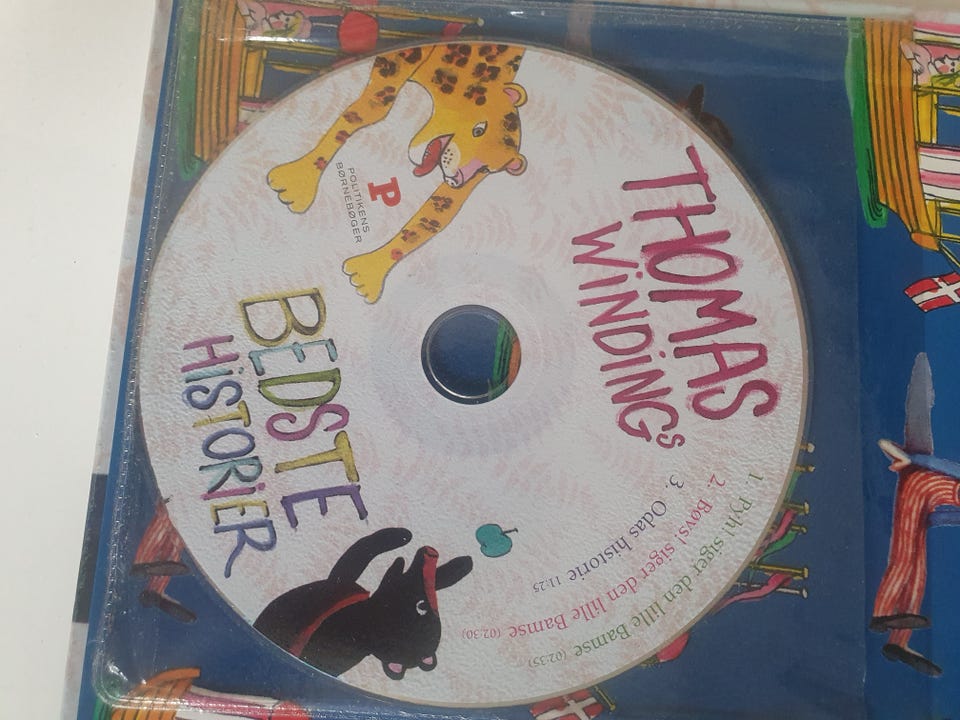 THOMAS
WiNDiNGs
BEDSTE
HiSTORiER
P
POLITIKENS
BØRNEBØGER
1. Pyh! siger den lille Bamse (02:35)
2. Bøvs! siger den lille Bamse (02:30)
3. Odas historie 11:25